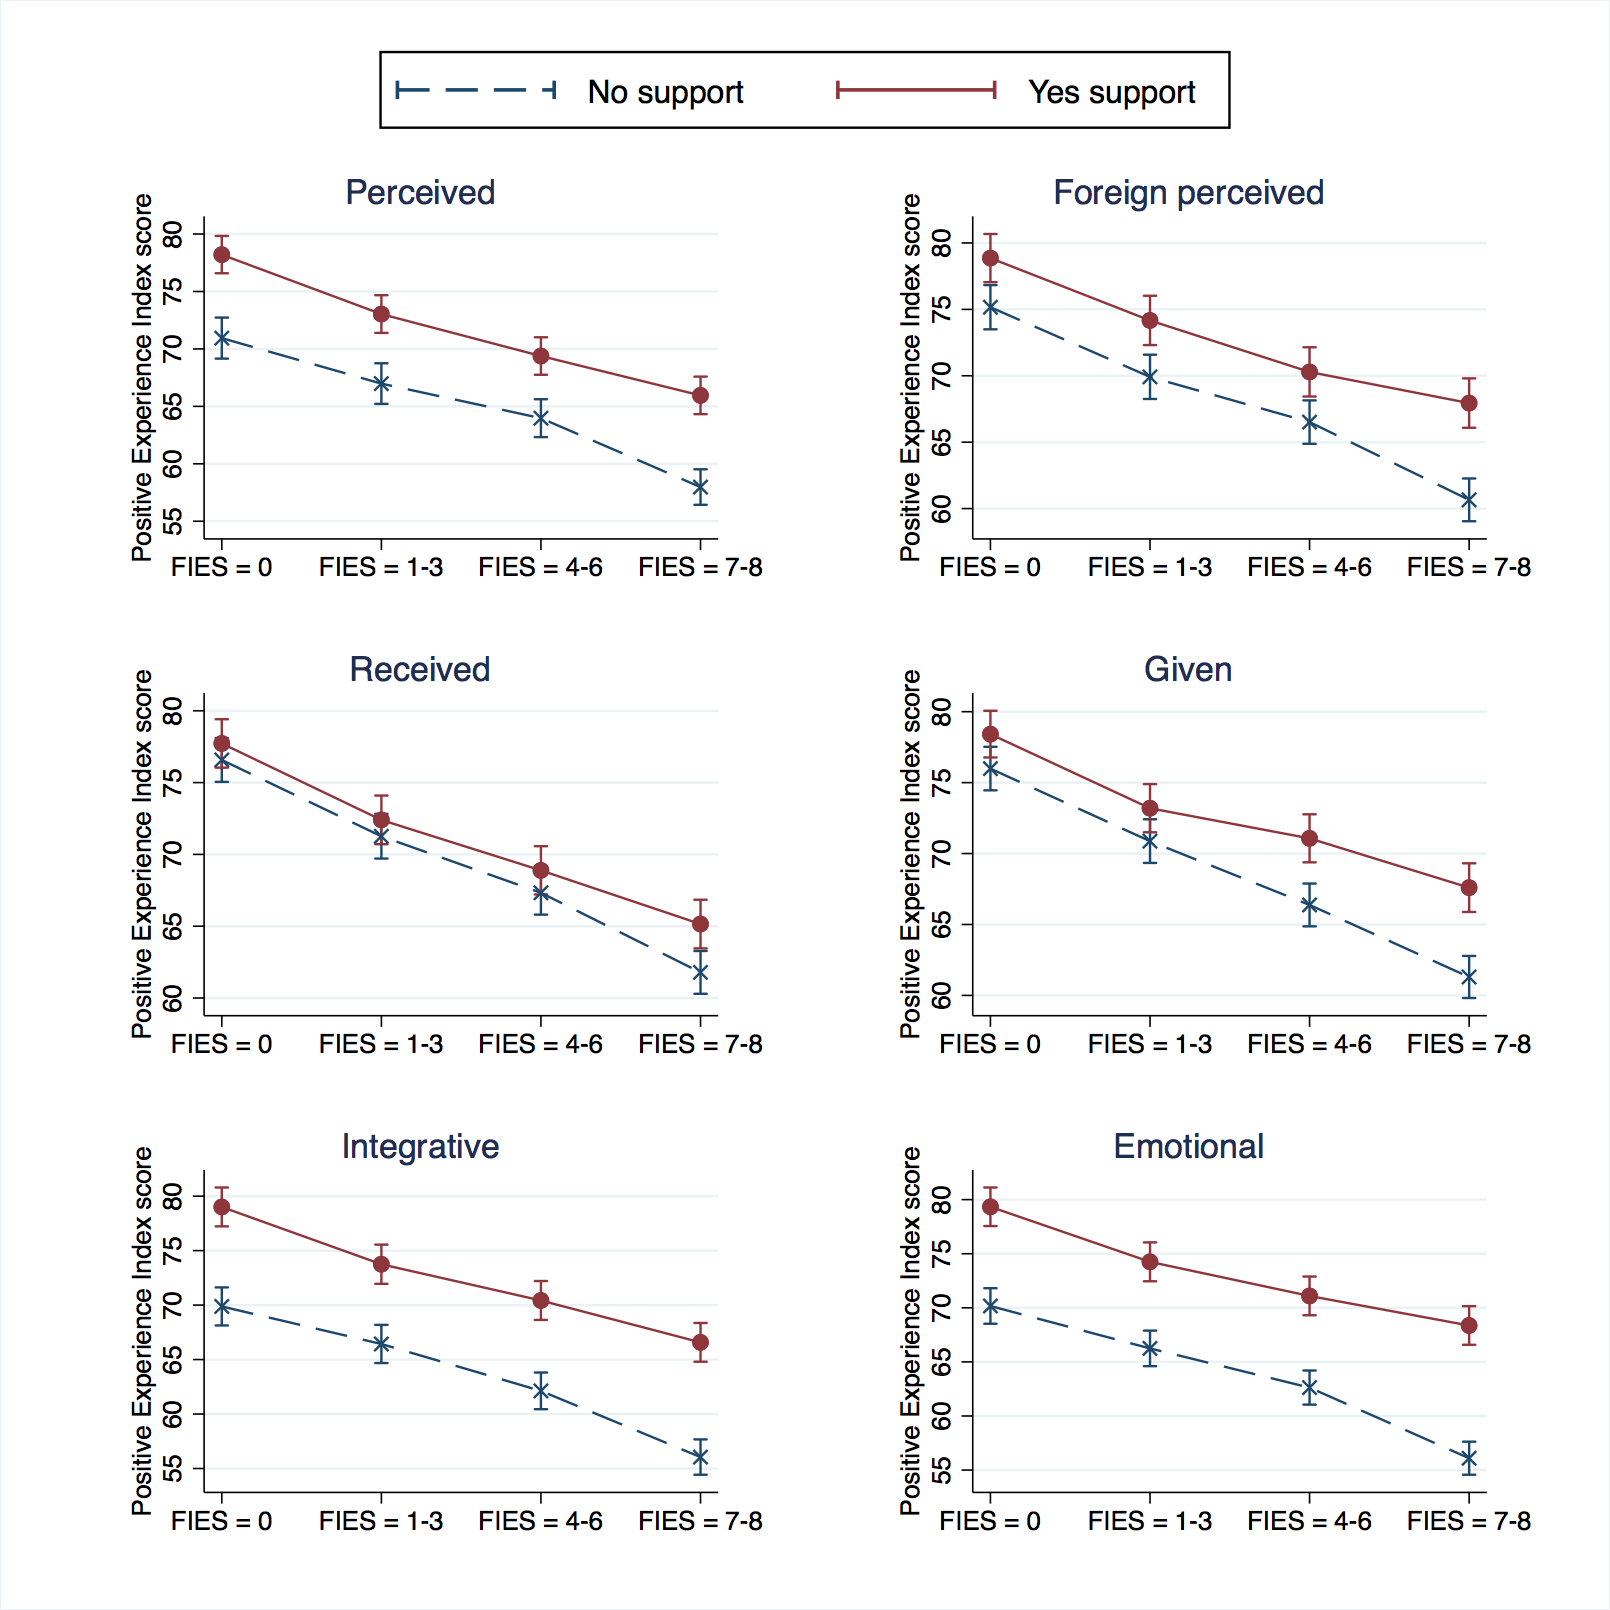 No support
Yes support
Perceived
Positive Experience Index score
80
75
70
65
60
55
FIES = 0
FIES = 1-3
FIES = 4-6
FIES = 7-8
Foreign perceived
Positive Experience Index score
80
75
70
65
60
FIES = 0
FIES = 1-3
FIES = 4-6
FIES = 7-8
Received
Positive Experience Index score
80
75
70
65
60
FIES = 0
FIES = 1-3
FIES = 4-6
FIES = 7-8
Given
Positive Experience Index score
80
75
70
65
60
FIES = 0
FIES = 1-3
FIES = 4-6
FIES = 7-8
Integrative
Positive Experience Index score
80
75
70
65
60
55
FIES = 0
FIES = 1-3
FIES = 4-6
FIES = 7-8
Emotional
Positive Experience Index score
80
75
70
65
60
55
FIES = 0
FIES = 1-3
FIES = 4-6
FIES = 7-8